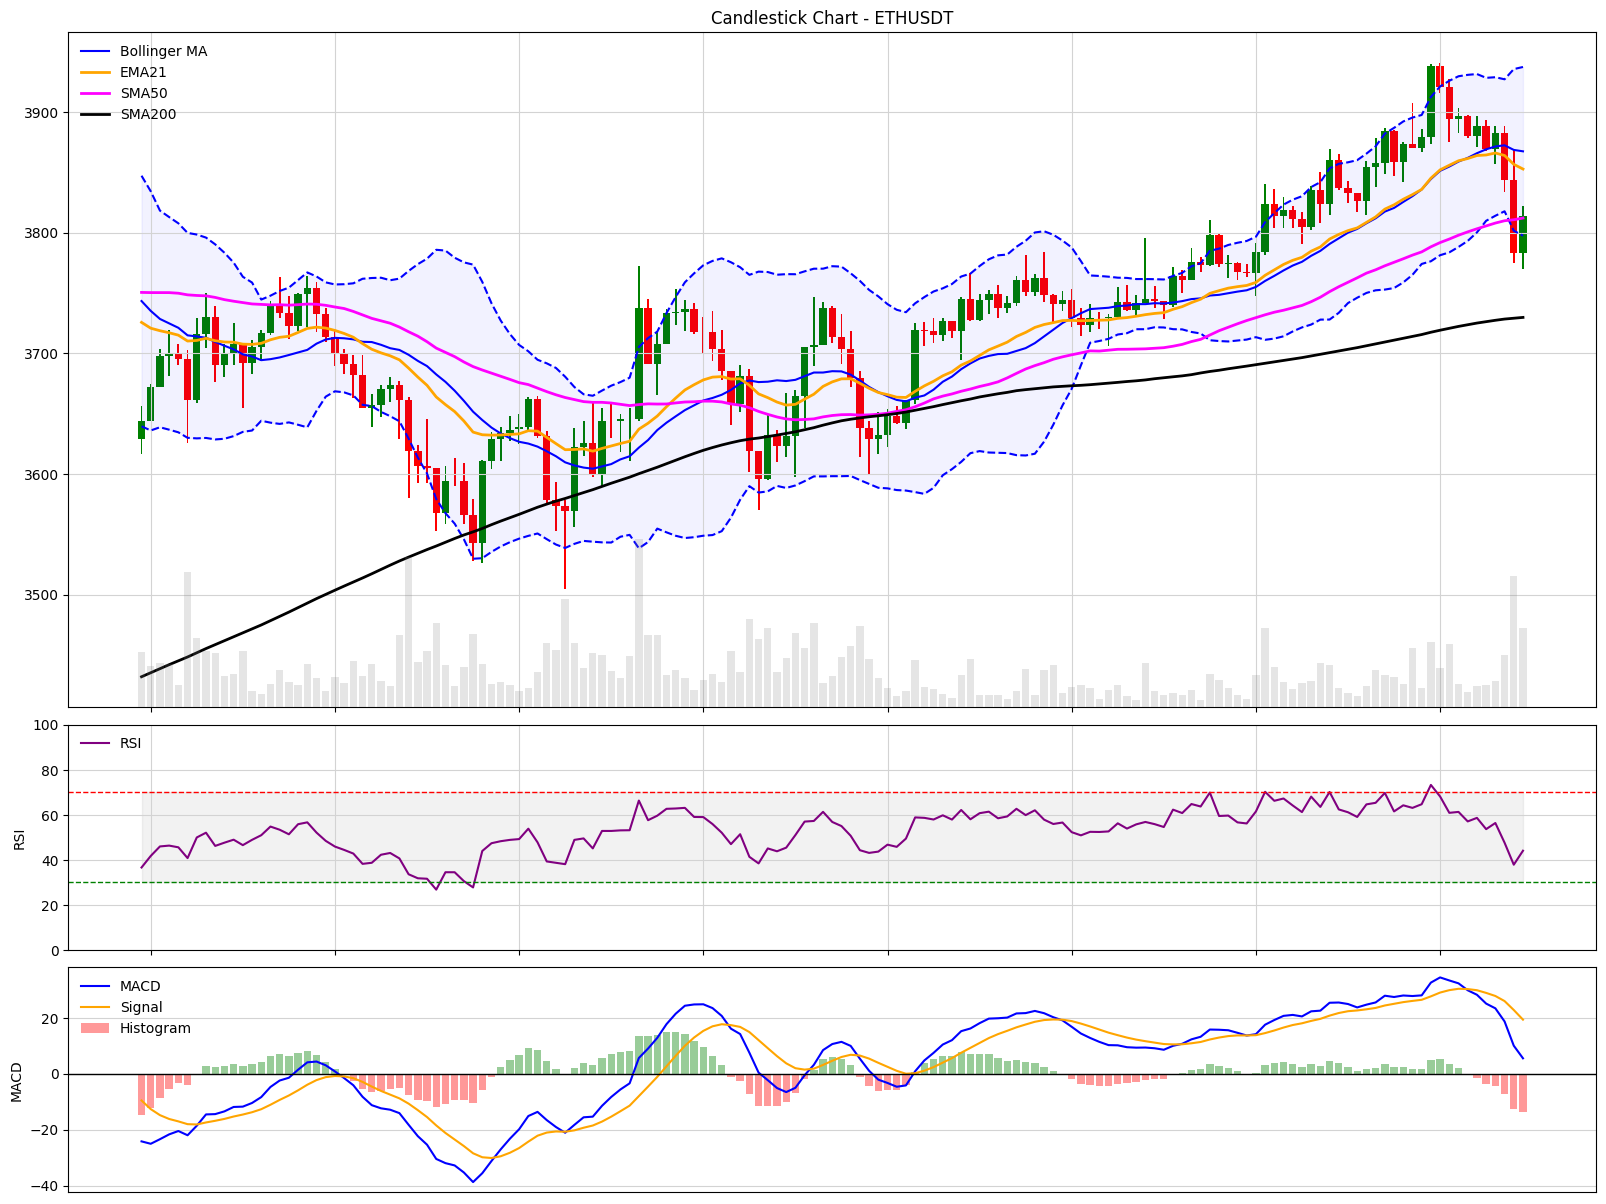 Candlestick Chart - ETHUSDT
Bollinger MA
EMA21
SMA50
SMA200
3900
3800
3700
3600
3500
100
80
60
40
20
0
RSI
RSI
MACD
Signal
Histogram
20
0
−20
−40
MACD